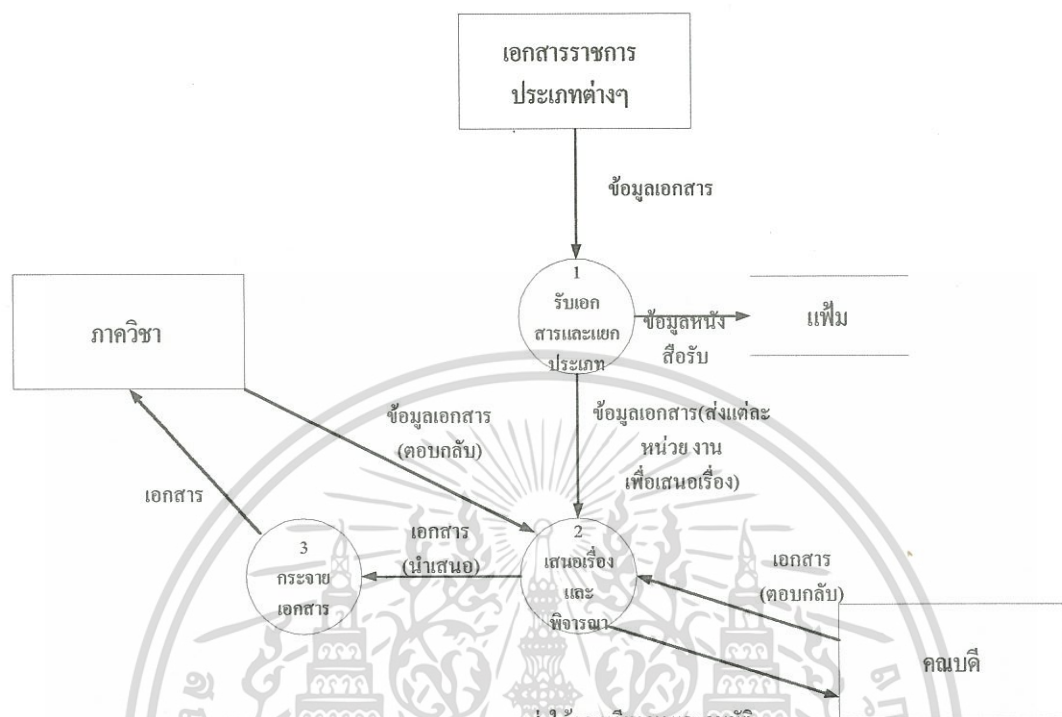 เอกสารราชการ
ประเภทต่างๆ
ข้อมูลเอกสาร
1
รับเอก
สารและแยก
ประเภท
ข้อมูลหนัง
สือรับ
แฟ้ม
ภาควิชา
ข้อมูลเอกสาร
(ตอบกลับ)
ข้อมูลเอกสาร(ส่งแต่ละ
หน่วย งาน
เพื่อเสนอเรื่อง)
เอกสาร
3
กระจาย
เอกสาร
เอกสาร
(นำเสนอ)
2
เสนอเรื่อง
และ
พิจารณา
เอกสาร
(ตอบกลับ)
คณบดี